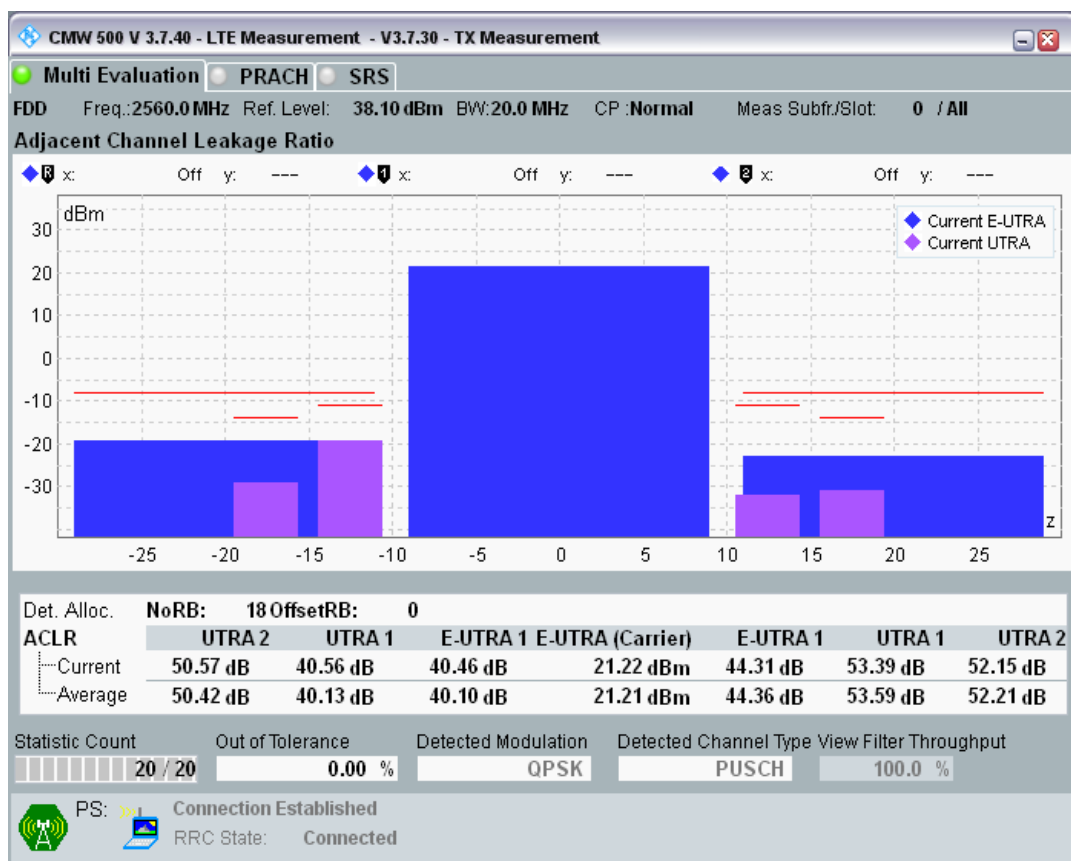 CMW 500 V 3.7.40 - LTE Measurement - V3.7.30 - TX Measurement
Multi Evaluation PRACH SRS
FDD Freq.:2560.0 MHz Ref. Level: 38.10 dBm BW:20.0 MHz CP :Normal Meas Subfr./Slot: 0 / All
Adjacent Channel Leakage Ratio
R x: Off y: --- 1 x: Off y: --- 2 x: Off y: ---
dBm
Current E-UTRA
Current UTRA
30
20
10
0
-10
-20
-30
z
-25 -20 -15 -10 -5 0 5 10 15 20 25
Det. Alloc. NoRB: 18 OffsetRB: 0
ACLR UTRA 2 UTRA 1 E-UTRA 1 E-UTRA (Carrier) E-UTRA 1 UTRA 1 UTRA 2
Current 50.57 dB 40.56 dB 40.46 dB 21.22 dBm 44.31 dB 53.39 dB 52.15 dB
Average 50.42 dB 40.13 dB 40.10 dB 21.21 dBm 44.36 dB 53.59 dB 52.21 dB
Statistic Count Out of Tolerance Detected Modulation Detected Channel Type View Filter Throughput
20 / 20 0.00 % QPSK PUSCH 100.0 %
PS: Connection Established
RRC State: Connected